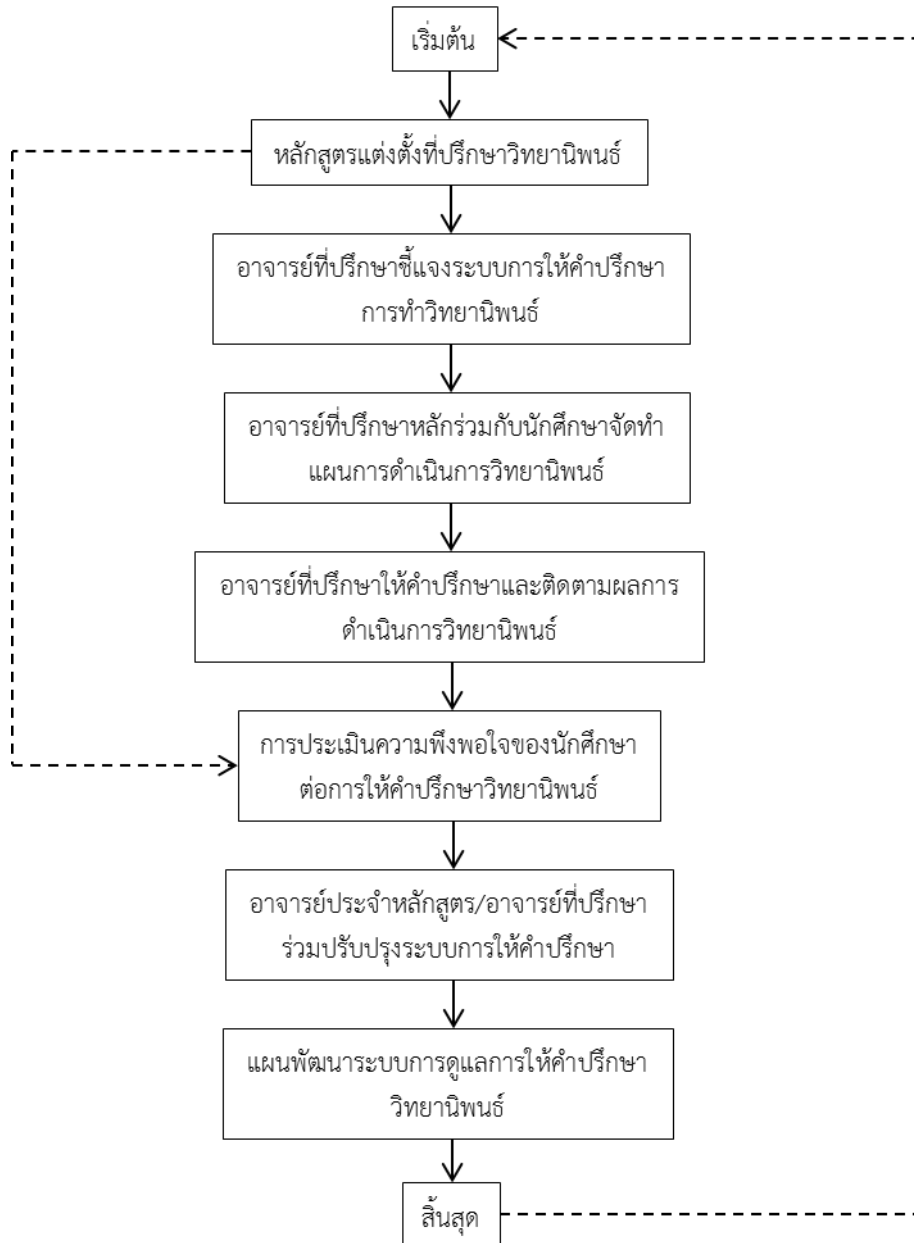 เริ่มต้น
หลักสูตรแต่งตั้งที่ปรึกษาวิทยานิพนธ์
อาจารย์ที่ปรึกษาชี้แจงระบบการให้คำปรึกษา
การทำวิทยานิพนธ์
อาจารย์ที่ปรึกษาหลักร่วมกับนักศึกษาจัดทำ
แผนการดำเนินการวิทยานิพนธ์
อาจารย์ที่ปรึกษาให้คำปรึกษาและติดตามผลการ
ดำเนินการวิทยานิพนธ์
การประเมินความพึงพอใจของนักศึกษา
ต่อการให้คำปรึกษาวิทยานิพนธ์
อาจารย์ประจำหลักสูตร/อาจารย์ที่ปรึกษา
ร่วมปรับปรุงระบบการให้คำปรึกษา
แผนพัฒนาระบบการดูแลการให้คำปรึกษา
วิทยานิพนธ์
สิ้นสุด